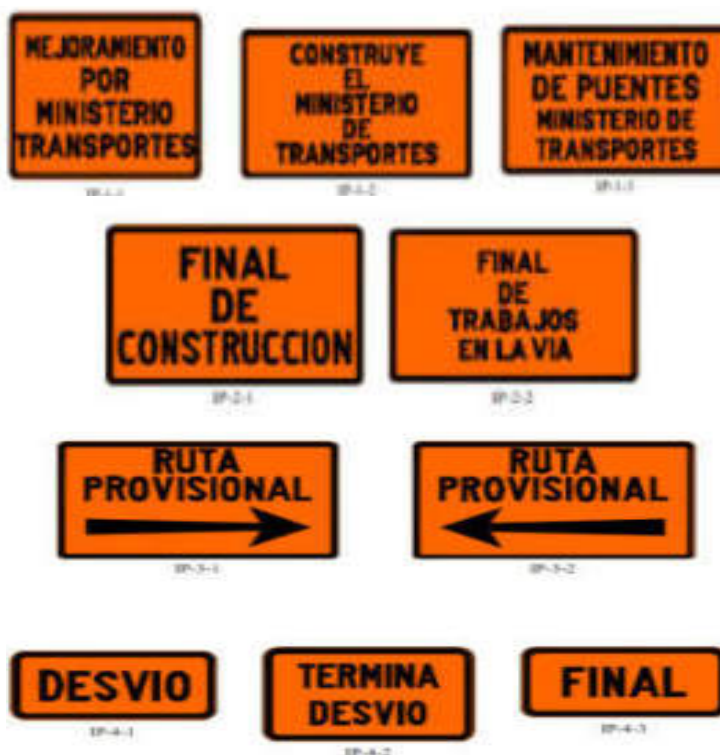 MEJORAMIENTO
POR
MINISTERIO
TRANSPORTES
CONSTRUYE
EL
MINISTERIO
DE
TRANSPORTES
MANTENIMIENTO
DE PUENTES
MINISTERIO DE
TRANSPORTES
FINAL
DE
CONSTRUCCION
FINAL
DE
TRABAJOS
EN LA VIA
RUTA
PROVISIONAL
RUTA
PROVISIONAL
DESVIO
TERMINA
DESVIO
FINAL